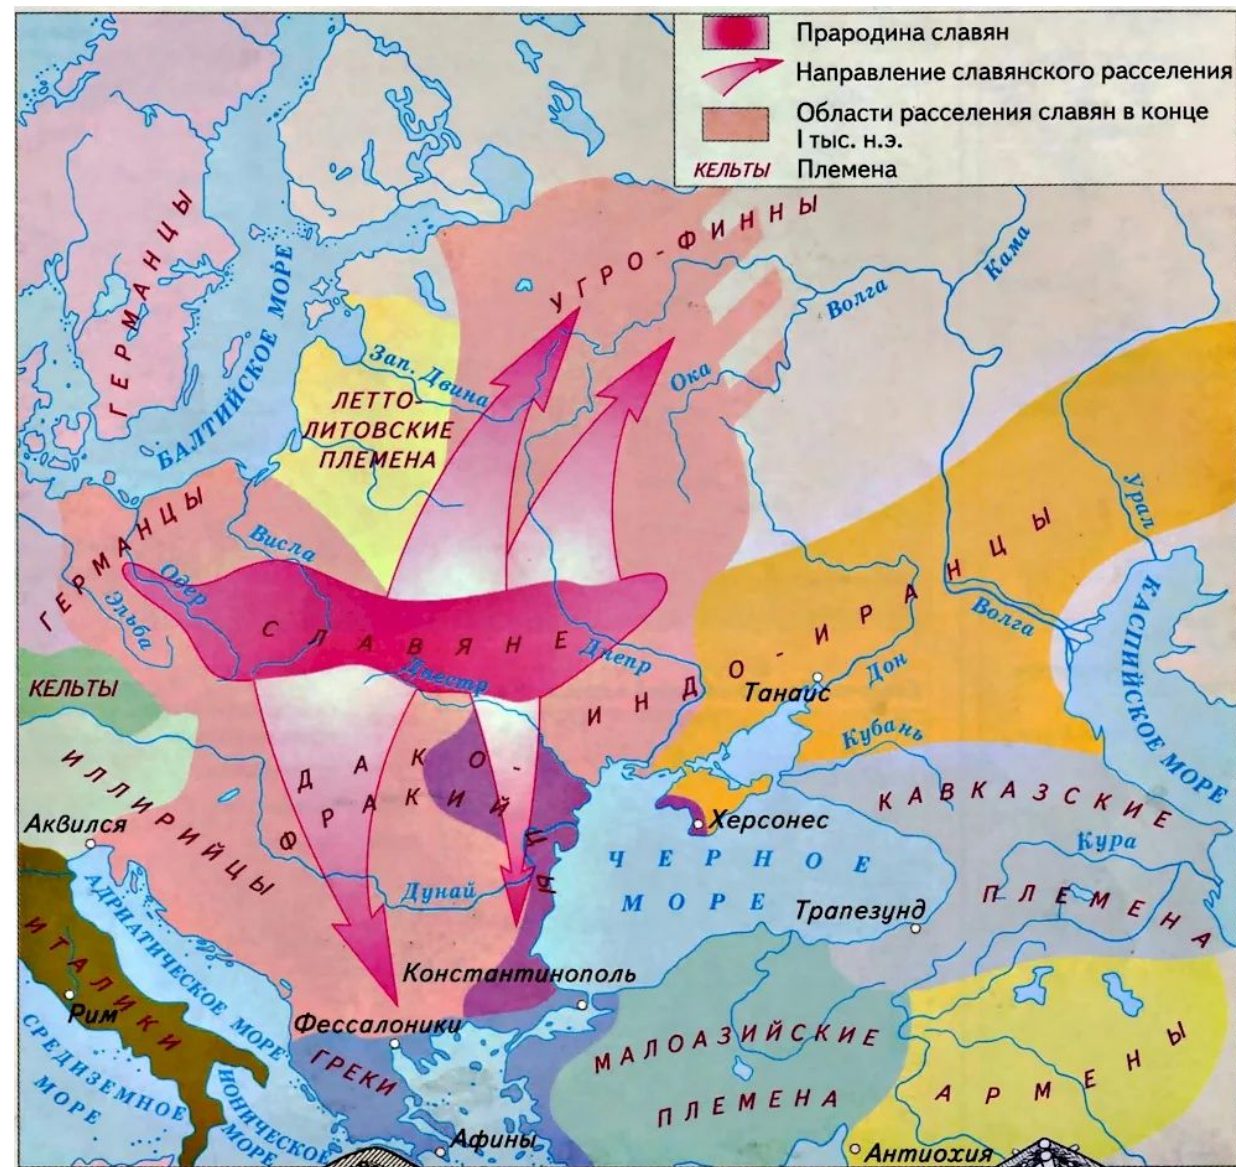 Прародина славян
Направление славянского расселения
Области расселения славян в конце
I тыс. н.э.
КЕЛЬТЫ Племена
ГЕРМАНЦЫ
БАЛТИЙСКОЕ МОРЕ
УГРО-ФИННЫ
Кама
Волга
Ока
Зап. Двина
ЛЕТТО-
ЛИТОВСКИЕ
ПЛЕМЕНА
ГЕРМАНЦЫ
Висла
Одер
Эльба
СЛАВЯНЕ
Днепр
Днестр
ИНДО-ИРАНЦЫ
Урал
Волга
КАСПИЙСКОЕ МОРЕ
Танаис
Дон
Кубань
КЕЛЬТЫ
ИЛЛИРИЙЦЫ
ДАКО-
ФРАКИЙЦЫ
Аквился
Херсонес
КАВКАЗСКИЕ
ПЛЕМЕНА
Кура
ЧЕРНОЕ
МОРЕ
Дунай
Трапезунд
АДРИАТИЧЕСКОЕ МОРЕ
ИТАЛИКИ
Рим
Константинополь
Фессалоники
ГРЕКИ
СРЕДИЗЕМНОЕ
МОРЕ
ИОНИЧЕСКОЕ
МОРЕ
МАЛОАЗИЙСКИЕ
ПЛЕМЕНА
АРМЕНЫ
Афины
Антиохия